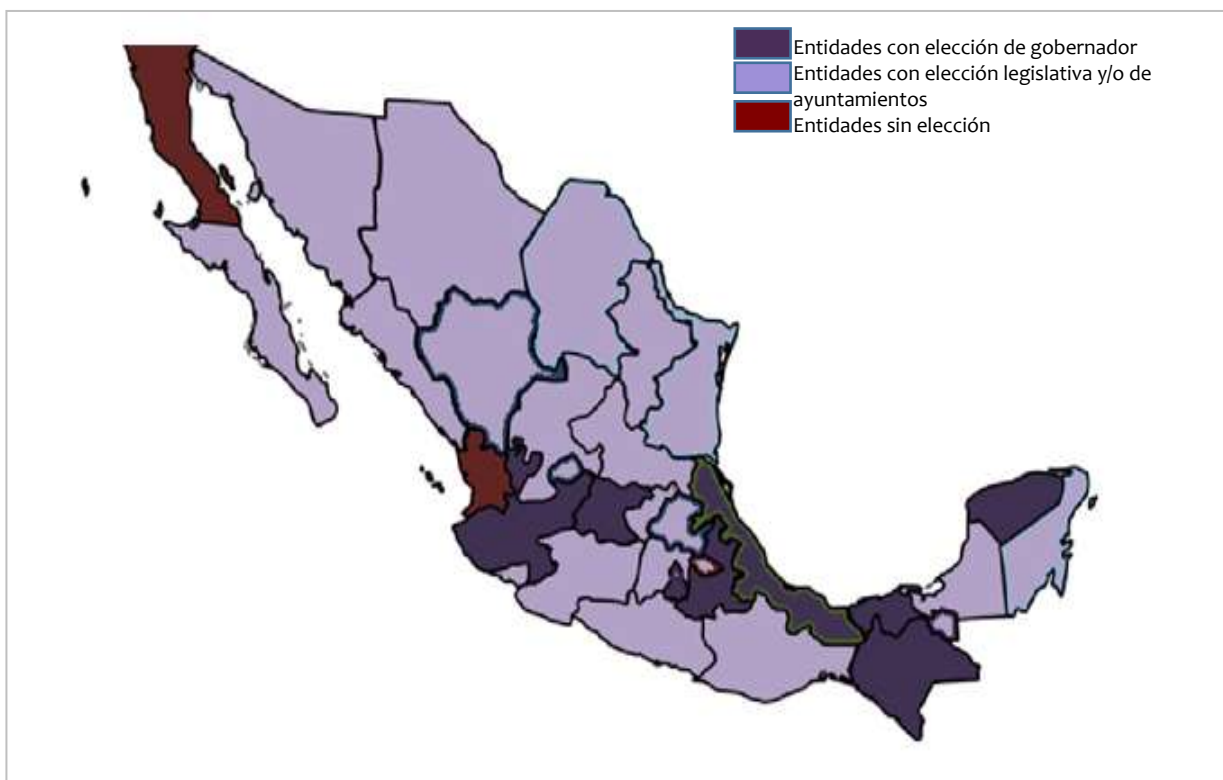 Entidades con elección de gobernador
Entidades con elección legislativa y/o de
ayuntamientos
Entidades sin elección